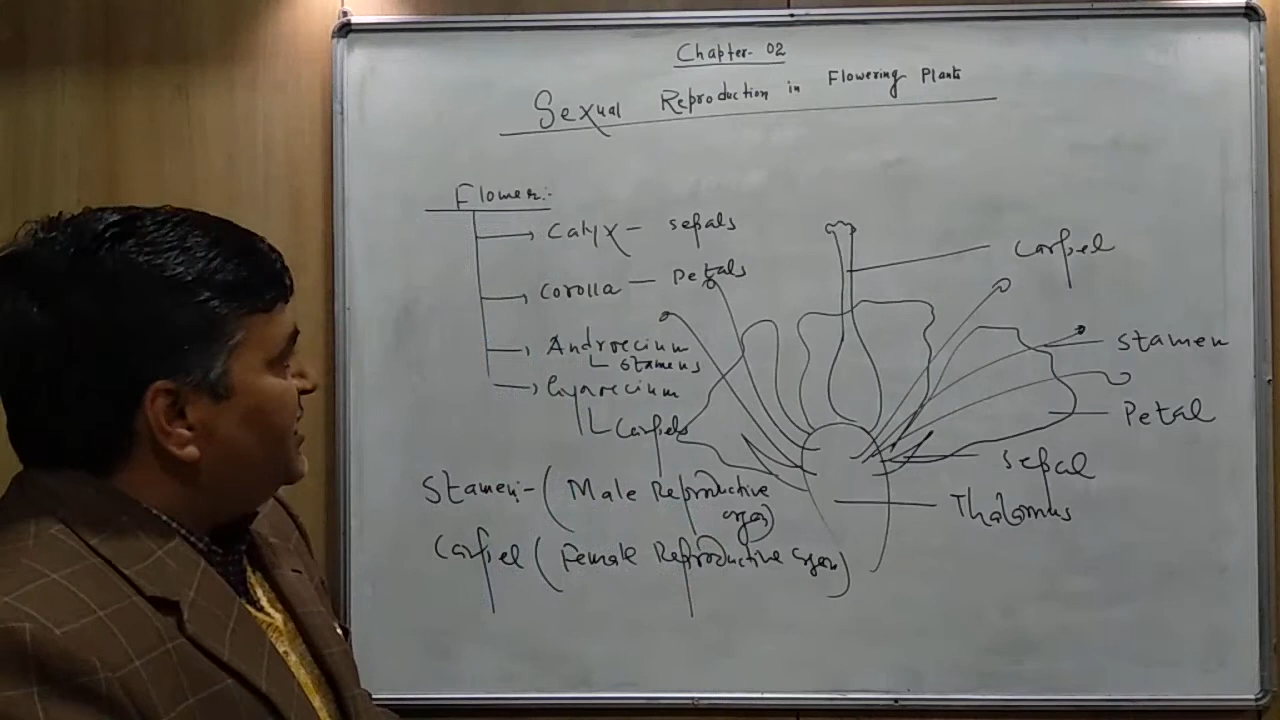 Chapter- 02
Sexual Reproduction in Flowering Plants
Flower:-
Calyx - sepals
Corolla - Petals
Androecium
stamens
Gynoecium
Carpels
Stamen:- (Male Reproductive
organ)
Carpel (Female Reproductive organ)
Carpel
Stamen
Petal
sepal
Thalamus